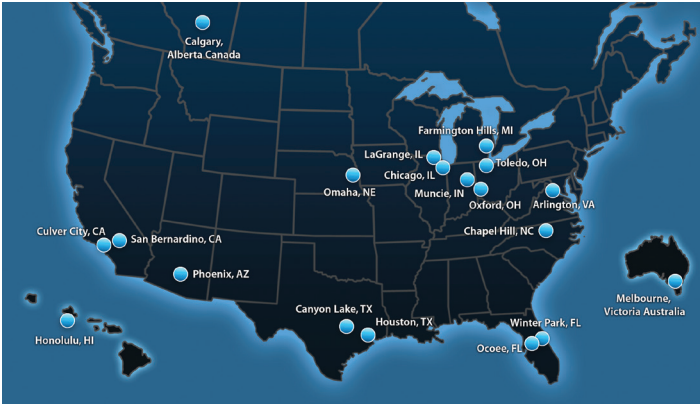 Calgary,
Alberta Canada
Farmington Hills, MI
LaGrange, IL
Toledo, OH
Chicago, IL
Omaha, NE
Muncie, IN
Oxford, OH
Arlington, VA
Culver City, CA
San Bernardino, CA
Chapel Hill, NC
Phoenix, AZ
Melbourne,
Victoria Australia
Canyon Lake, TX
Houston, TX
Winter Park, FL
Honolulu, HI
Ocoee, FL